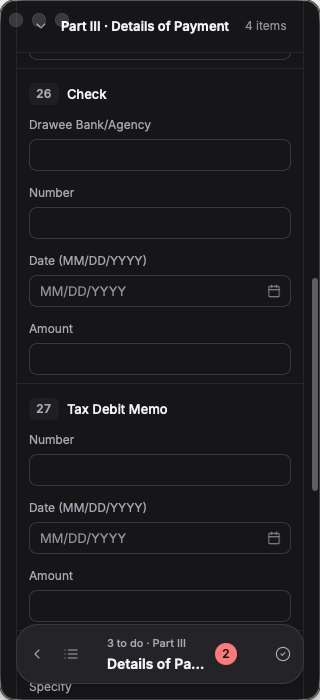 Part III · Details of Payment 4 items
26 Check
Drawee Bank/Agency
Number
Date (MM/DD/YYYY)
MM/DD/YYYY
Amount
27 Tax Debit Memo
Number
Date (MM/DD/YYYY)
MM/DD/YYYY
Amount
3 to do · Part III
Details of Pa... 2
Specify